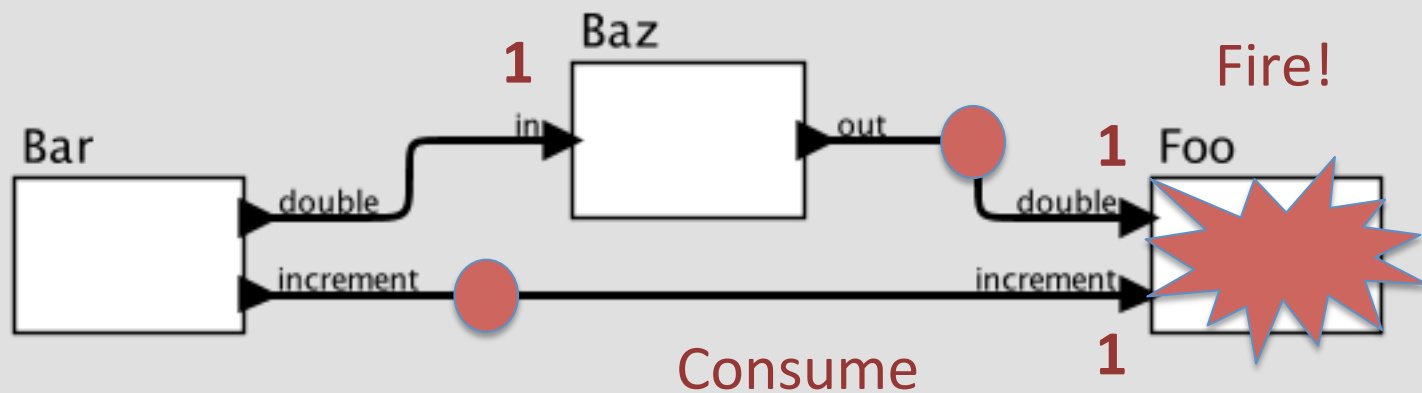 Baz
1
Fire!
in
out
Bar
1
Foo
double
double
increment
increment
Consume
1